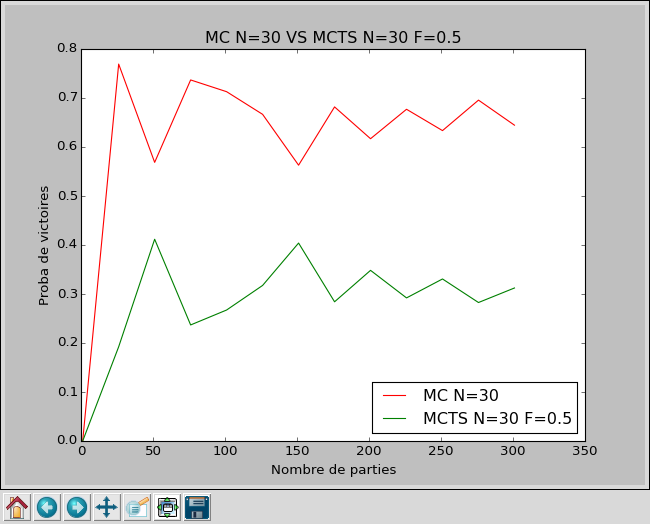 MC N=30 VS MCTS N=30 F=0.5
0.8
0.7
0.6
0.5
0.4
0.3
0.2
0.1
0.0
Proba de victoires
MC N=30
MCTS N=30 F=0.5
0 50 100 150 200 250 300 350
Nombre de parties